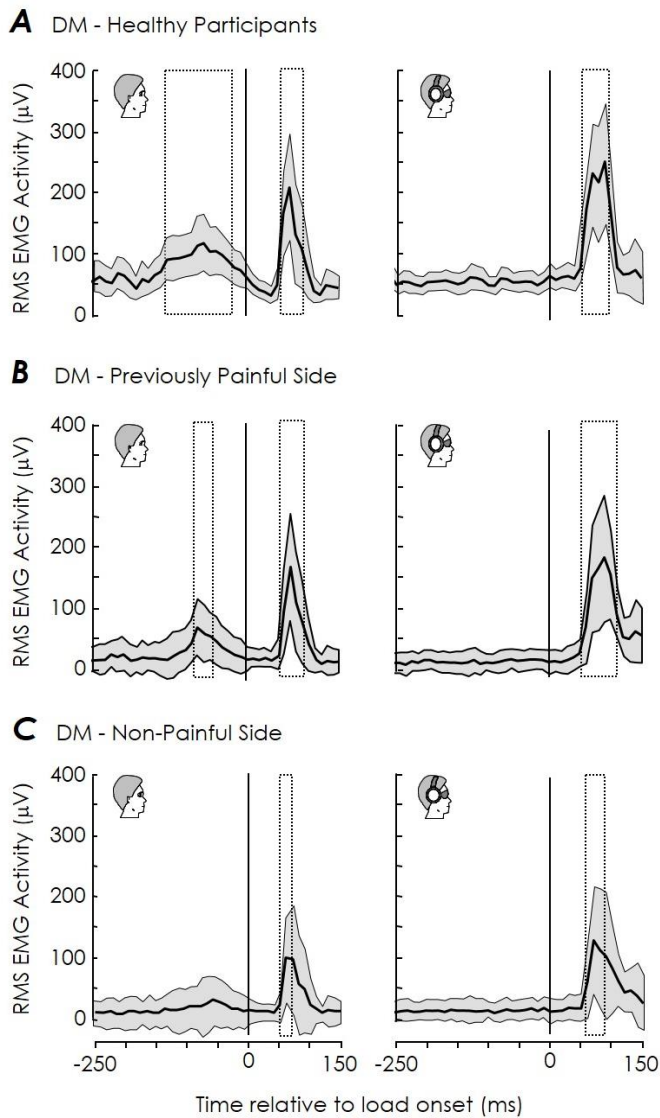 A DM - Healthy Participants
RMS EMG Activity (μV)
400
300
200
100
0
B DM - Previously Painful Side
RMS EMG Activity (μV)
400
300
200
100
0
C DM - Non-Painful Side
RMS EMG Activity (μV)
400
300
200
100
0
-250 0 150 -250 0 150
Time relative to load onset (ms)